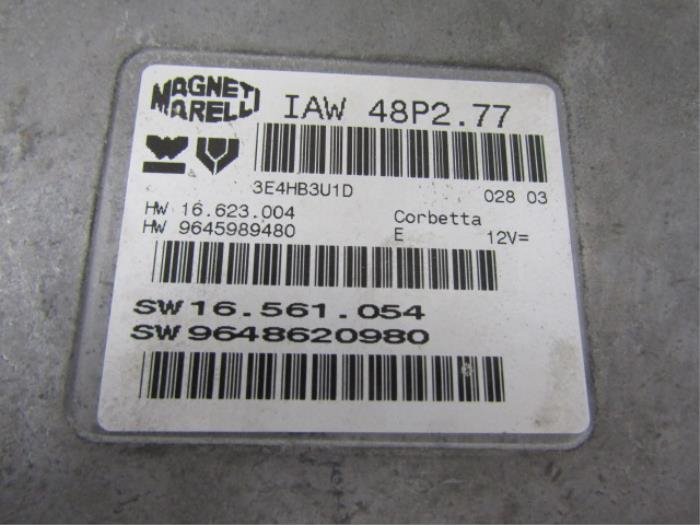 MAGNETI MARELLI IAW 48P2.77
3E4HB3U1D 028 03
HW 16.623.004 Corbetta
HW 9645989480 E 12V=
SW 16.561.054
SW 9648620980